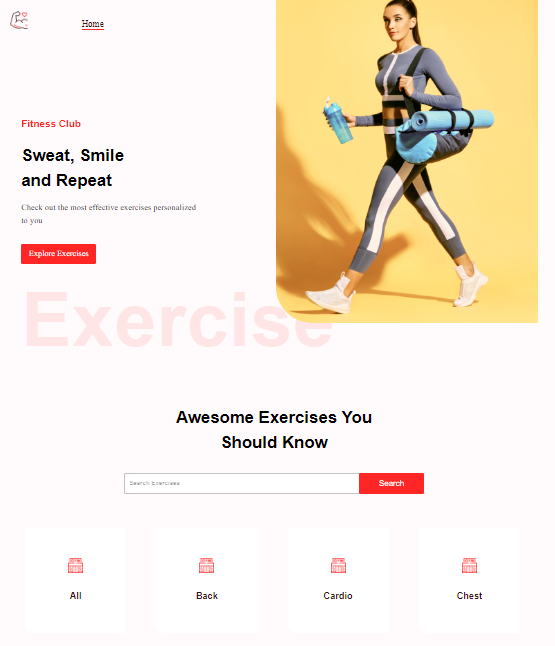 Home
Fitness Club
Sweat, Smile
and Repeat
Check out the most effective exercises personalized
to you
Explore Exercises
Exercise
Awesome Exercises You
Should Know
Search Exercises
Search
All
Back
Cardio
Chest